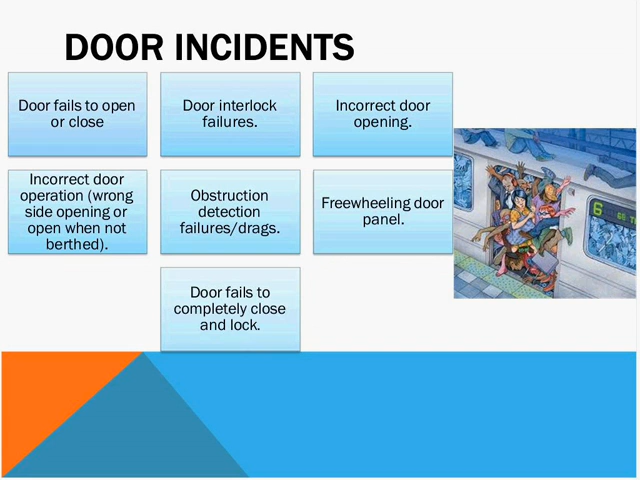 DOOR INCIDENTS
Door fails to open
or close
Door interlock
failures.
Incorrect door
opening.
Incorrect door
operation (wrong
side opening or
open when not
berthed).
Obstruction
detection
failures/drags.
Freewheeling door
panel.
Door fails to
completely close
and lock.
6